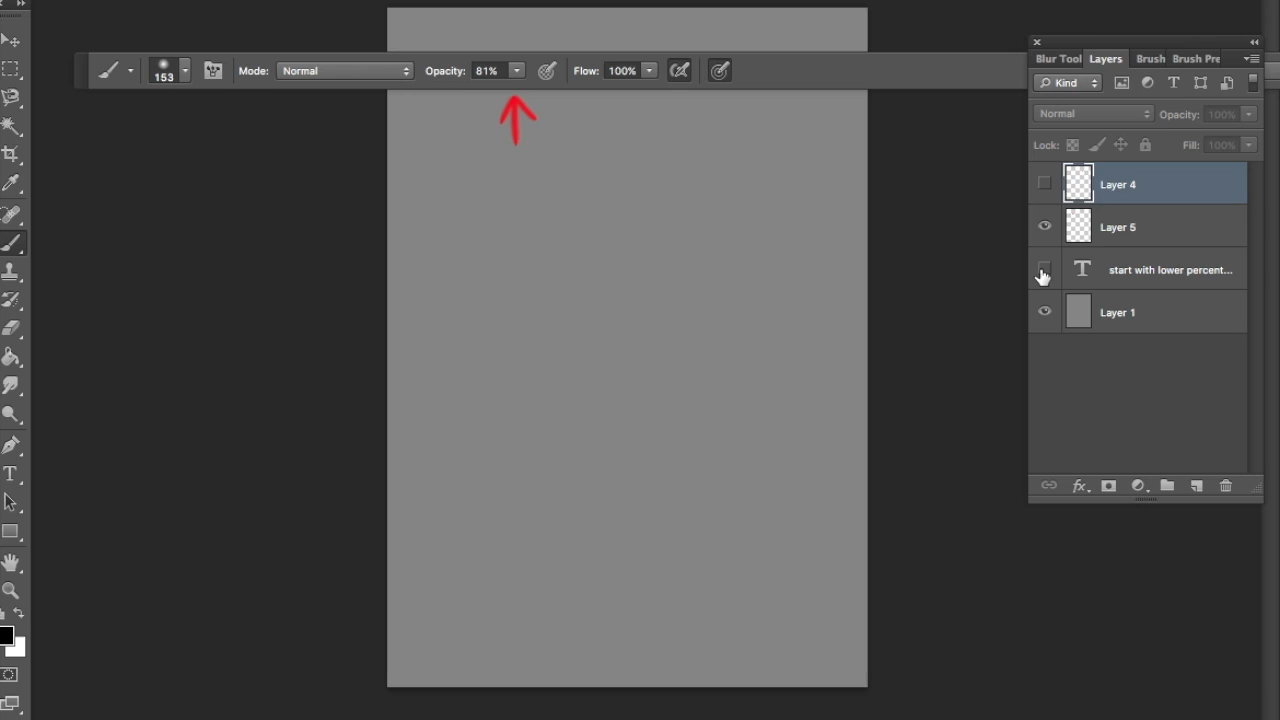 153
Mode: Normal
Opacity: 81%
Flow: 100%
Blur Tool Layers Brush Brush Pre
Kind
Normal Opacity: 100%
Lock: Fill: 100%
Layer 4
Layer 5
T start with lower percent...
Layer 1
fx